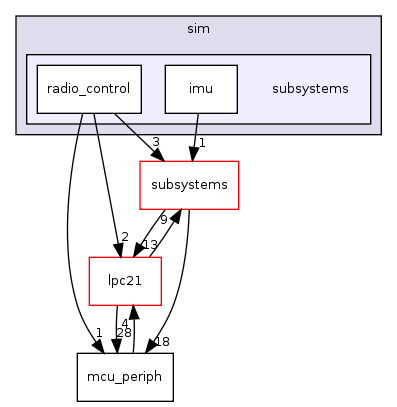 sim
radio_control
imu
subsystems
3
1
subsystems
9
2
13
lpc21
4
1
28
18
mcu_periph